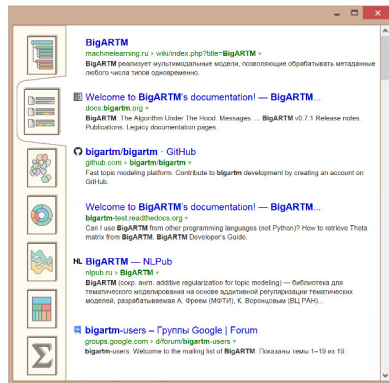 BigARTM
machinelearning.ru › wiki/index.php?title=BigARTM
BigARTM реализует мультимодальные модели, позволяющие обрабатывать метаданные
любого числа типов одновременно.
Welcome to BigARTM's documentation! — BigARTM...
docs.bigartm.org
BigARTM. The Algorithm Under The Hood. Messages. ... BigARTM v0.7.1 Release notes.
Publications. Legacy documentation pages.
bigartm/bigartm · GitHub
github.com › bigartm/bigartm
Fast topic modeling platform. Contribute to bigartm development by creating an account on
GitHub.
Welcome to BigARTM's documentation! — BigARTM...
bigartm-test.readthedocs.org
Can I use BigARTM from other programming languages (not Python)? How to retrieve Theta
matrix from BigARTM. BigARTM Developer's Guide.
NL BigARTM — NLPub
nlpub.ru › BigARTM
BigARTM (сокр. англ. additive regularization for topic modeling) — библиотека для
тематического моделирования на основе аддитивной регуляризации тематических
моделей, разрабатываемая А. Фреем (МФТИ), К. Воронцовым (ВЦ РАН)...
bigartm-users – Группы Google | Forum
groups.google.com › d/forum/bigartm-users
bigartm-users. Welcome to the mailing list of BigARTM. Показаны темы 1–19 из 19.
Σ